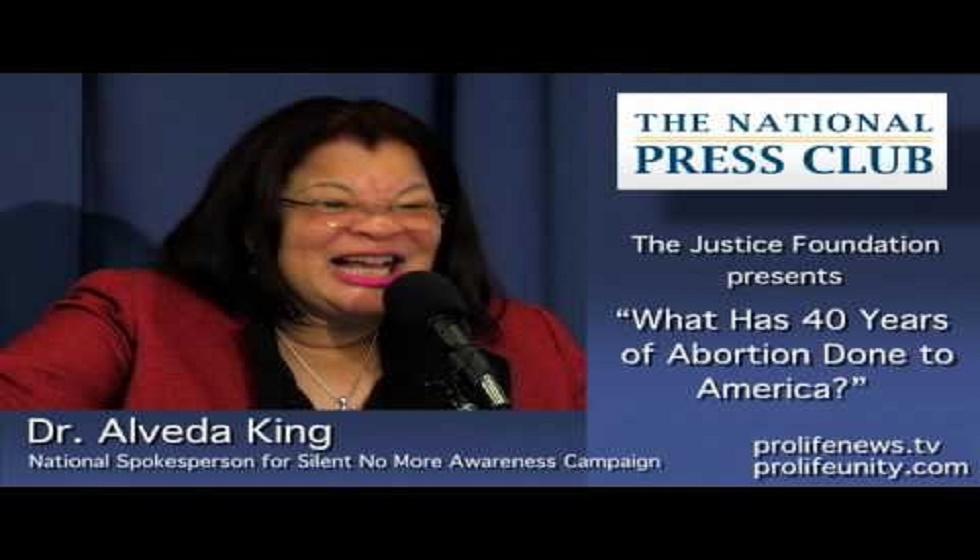 THE NATIONAL
PRESS CLUB
The Justice Foundation
presents
“What Has 40 Years
of Abortion Done to
America?”
Dr. Alveda King
National Spokesperson for Silent No More Awareness Campaign
prolifenews.tv
prolifeunity.com